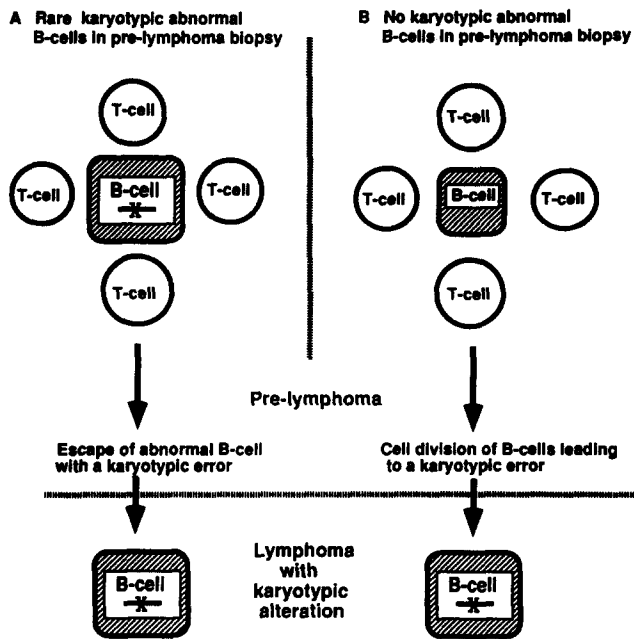 A Rare karyotypic abnormal
B-cells in pre-lymphoma biopsy
B No karyotypic abnormal
B-cells in pre-lymphoma biopsy
T-cell
T-cell
T-cell
B-cell
X
T-cell
T-cell
B-cell
T-cell
T-cell
T-cell
Pre-lymphoma
Escape of abnormal B-cell
with a karyotypic error
Cell division of B-cells leading
to a karyotypic error
Lymphoma
with
karyotypic
alteration
B-cell
X
B-cell
X